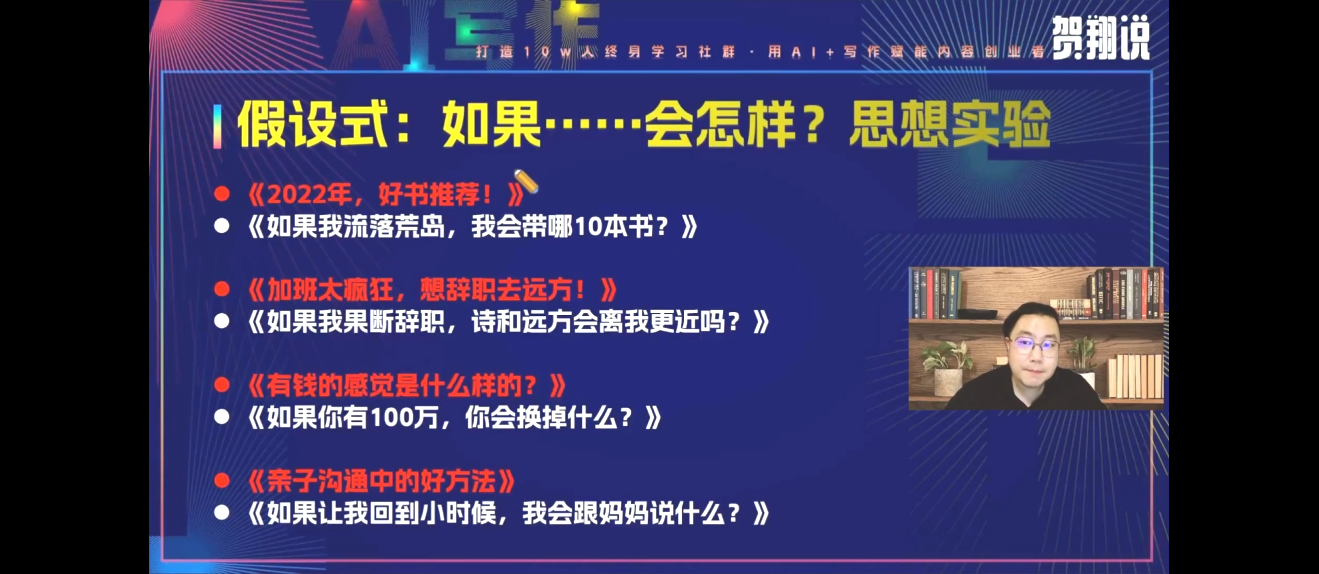 AI写作
贺翔说
打造10w人终身学习社群·用AI+写作赋能内容创业者
假设式：如果……会怎样？思想实验
《2022年，好书推荐！》
《如果我流落荒岛，我会带哪10本书？》
《加班太疯狂，想辞职去远方！》
《如果我果断辞职，诗和远方会离我更近吗？》
《有钱的感觉是什么样的？》
《如果你有100万，你会换掉什么？》
《亲子沟通中的好方法》
《如果让我回到小时候，我会跟妈妈说什么？》